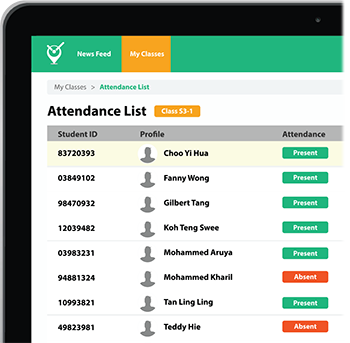 News Feed My Classes
My Classes > Attendance List
Attendance List Class S3-1
Student ID Profile Attendance
83720393 Choo Yi Hua Present
03849102 Fanny Wong Present
98470932 Gilbert Tang Present
12039482 Koh Teng Swee Present
03983231 Mohammed Aruya Present
94881324 Mohammed Kharil Absent
10993821 Tan Ling Ling Present
49823981 Teddy Hie Absent